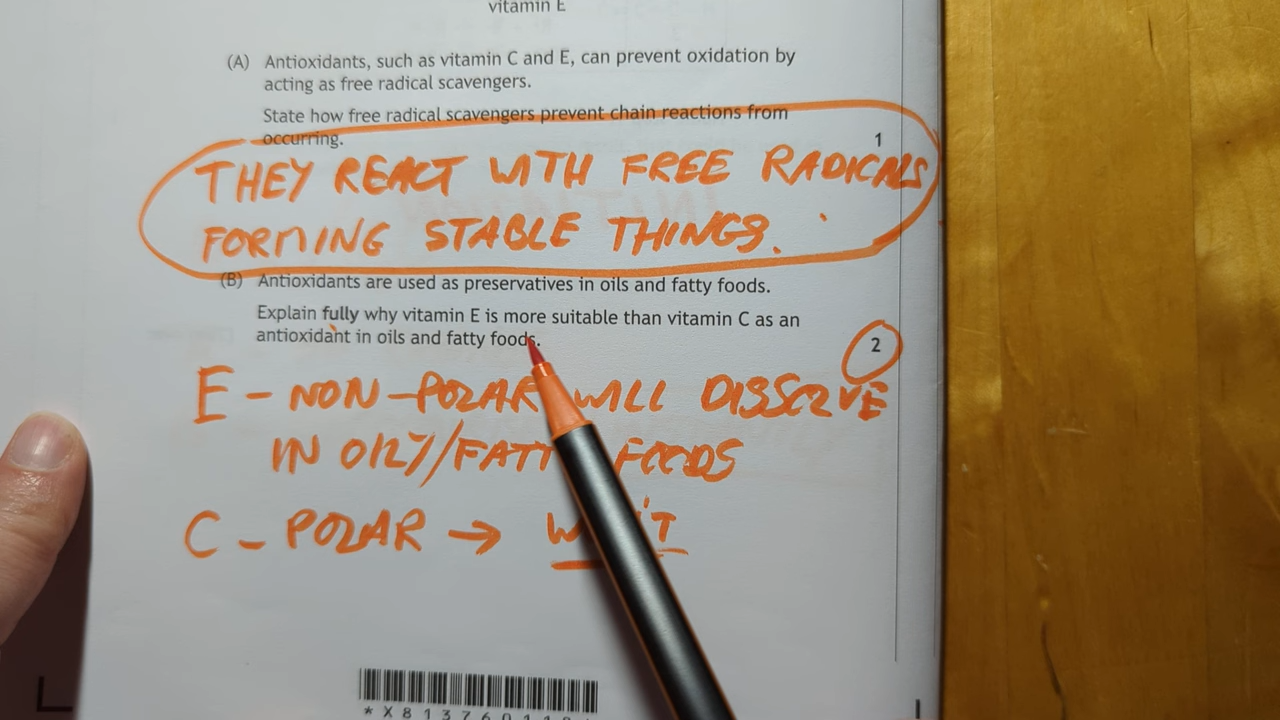 vitamin E
(A) Antioxidants, such as vitamin C and E, can prevent oxidation by
acting as free radical scavengers.
State how free radical scavengers prevent chain reactions from
occurring.
1
THEY REACT WITH FREE RADICALS
FORMING STABLE THINGS.
(B) Antioxidants are used as preservatives in oils and fatty foods.
Explain fully why vitamin E is more suitable than vitamin C as an
antioxidant in oils and fatty foods.
2
E - NON-POLAR WILL DISSOLVE
IN OILY/FATTY FOODS
C - POLAR → WON'T